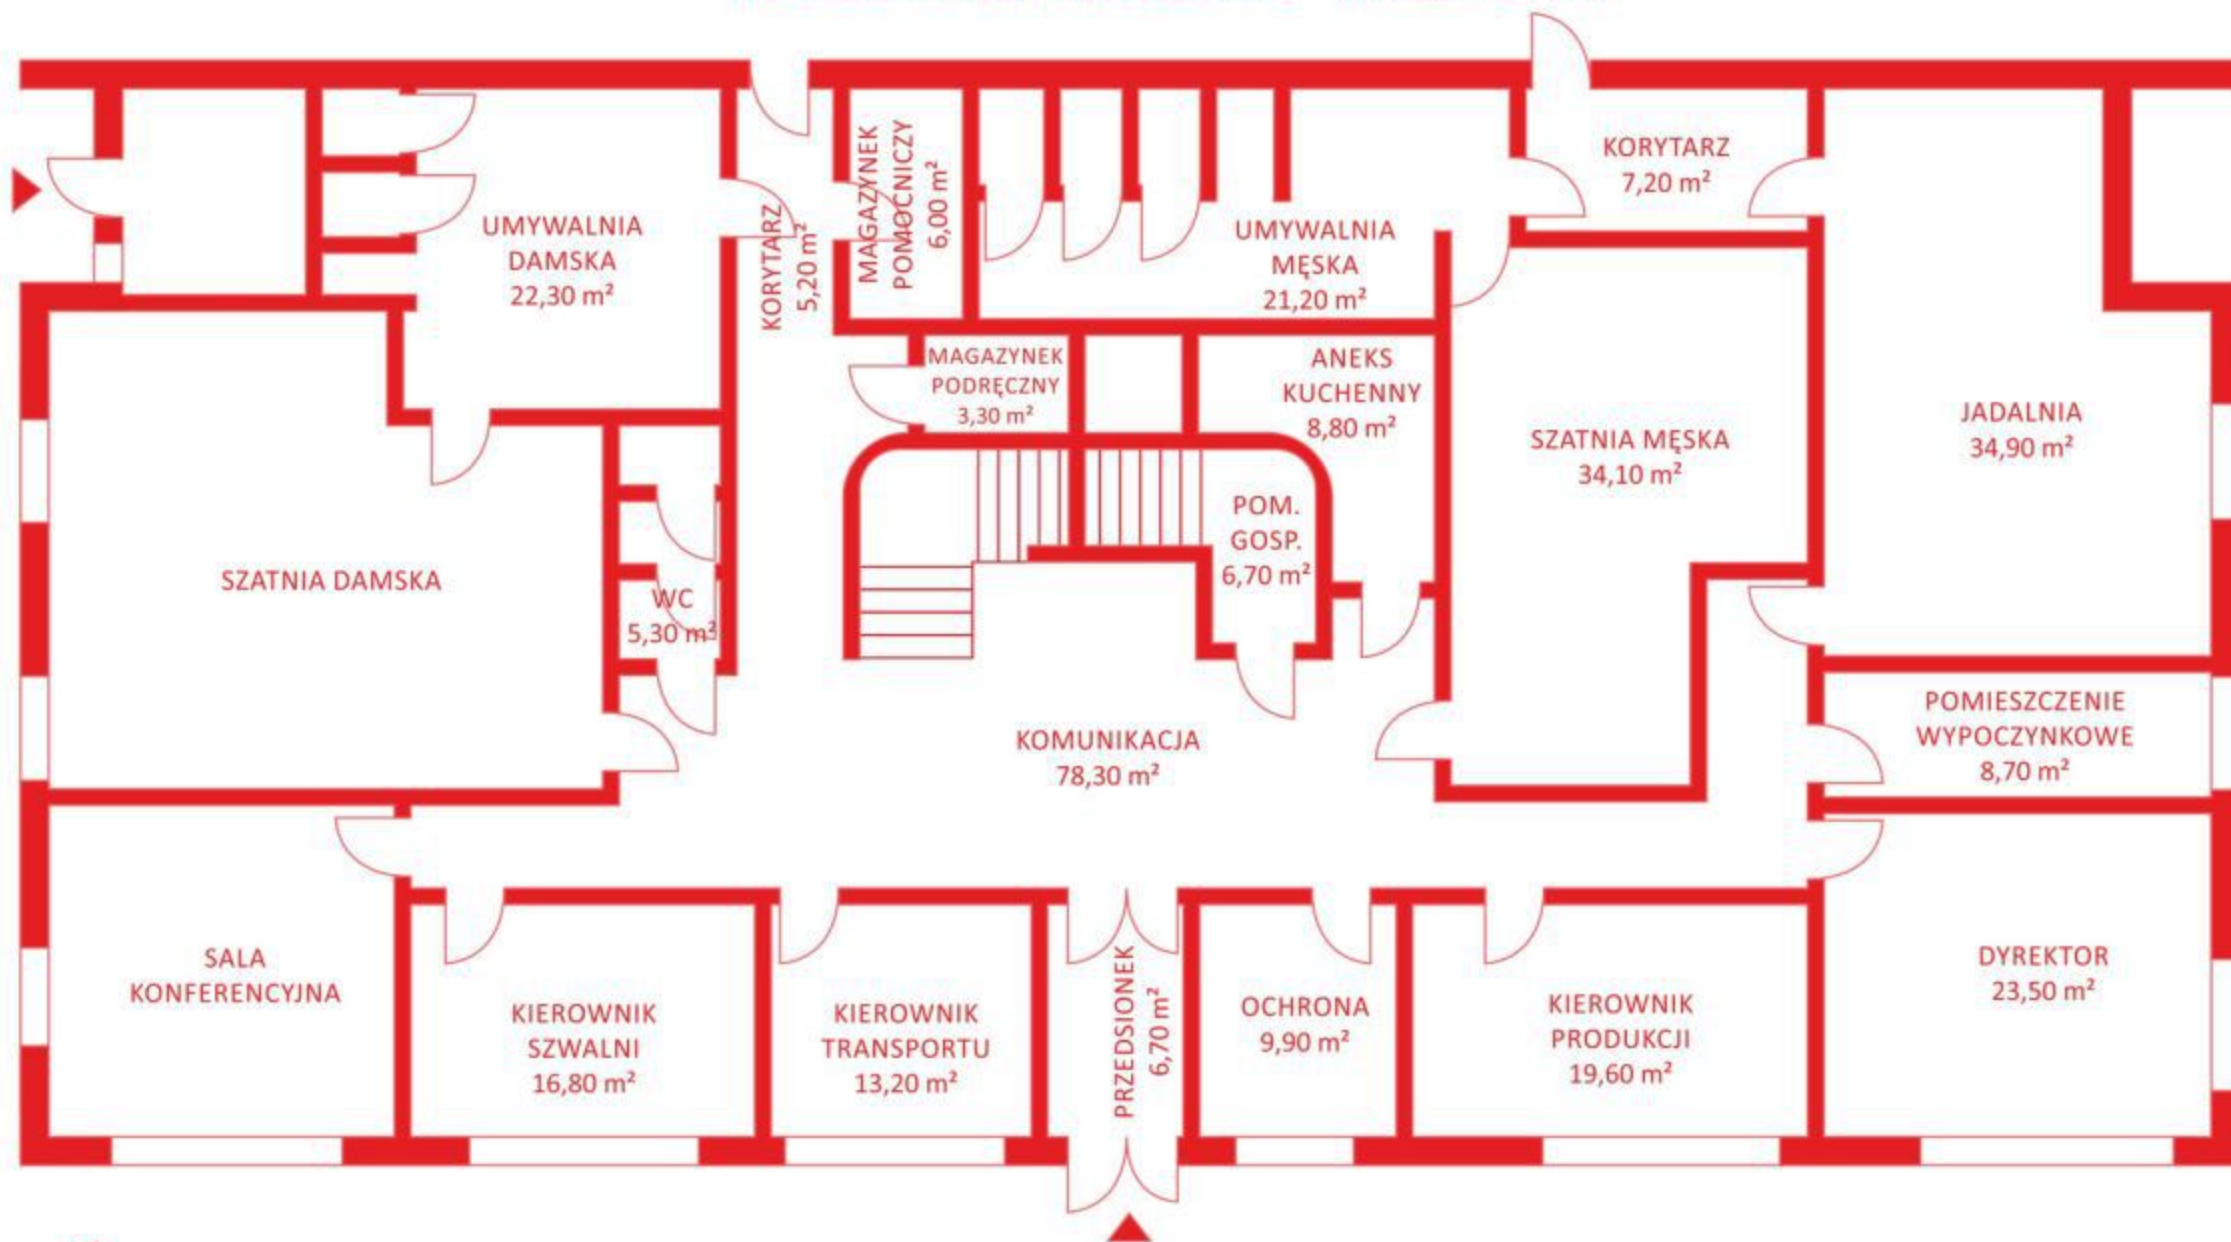 UMYWALNIA
DAMSKA
22,30 m²
KORYTARZ
5,20 m²
MAGAZYNEK
POMOCNICZY
6,00 m²
UMYWALNIA
MĘSKA
21,20 m²
KORYTARZ
7,20 m²
MAGAZYNEK
PODRĘCZNY
3,30 m²
ANEKS
KUCHENNY
8,80 m²
SZATNIA MĘSKA
34,10 m²
JADALNIA
34,90 m²
SZATNIA DAMSKA
WC
5,30 m²
POM.
GOSP.
6,70 m²
KOMUNIKACJA
78,30 m²
POMIESZCZENIE
WYPOCZYNKOWE
8,70 m²
SALA
KONFERENCYJNA
KIEROWNIK
SZWALNI
16,80 m²
KIEROWNIK
TRANSPORTU
13,20 m²
PRZEDSIONEK
6,70 m²
OCHRONA
9,90 m²
KIEROWNIK
PRODUKCJI
19,60 m²
DYREKTOR
23,50 m²